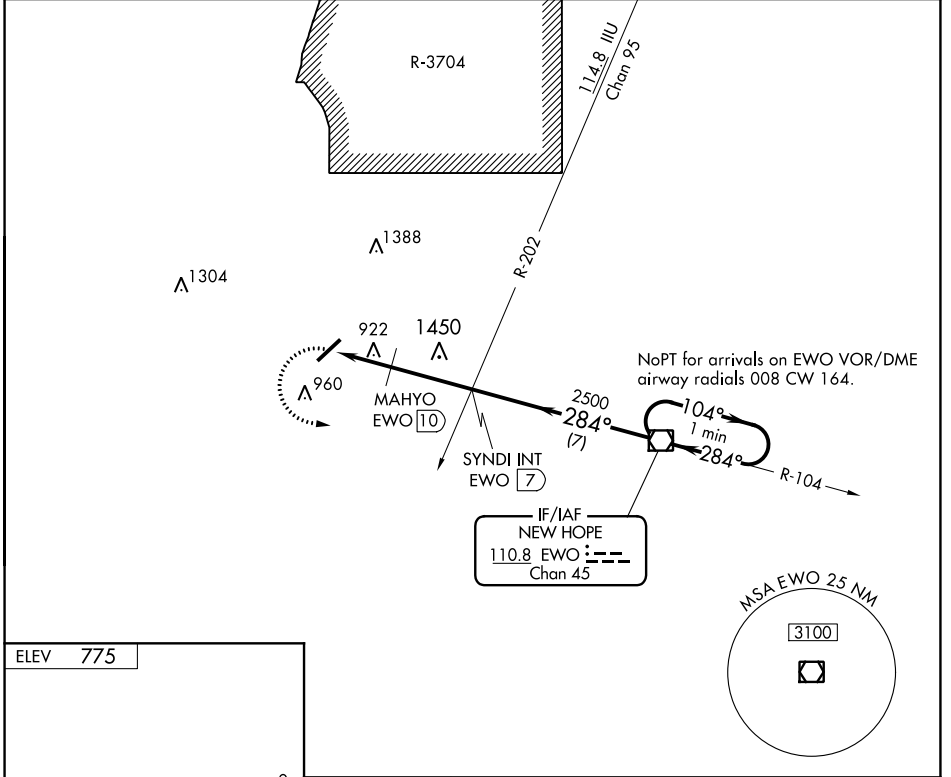 R-3704
114.8 IIU
Chan 95
R-202
1388
1304
922
1450
960
MAHYO
EWO 10
SYNDI INT
EWO 7
2500
284°
(7)
NoPT for arrivals on EWO VOR/DME
airway radials 008 CW 164.
104°
1 min
284°
R-104
IF/IAF
NEW HOPE
110.8 EWO
Chan 45
MSA EWO 25 NM
3100
ELEV 775